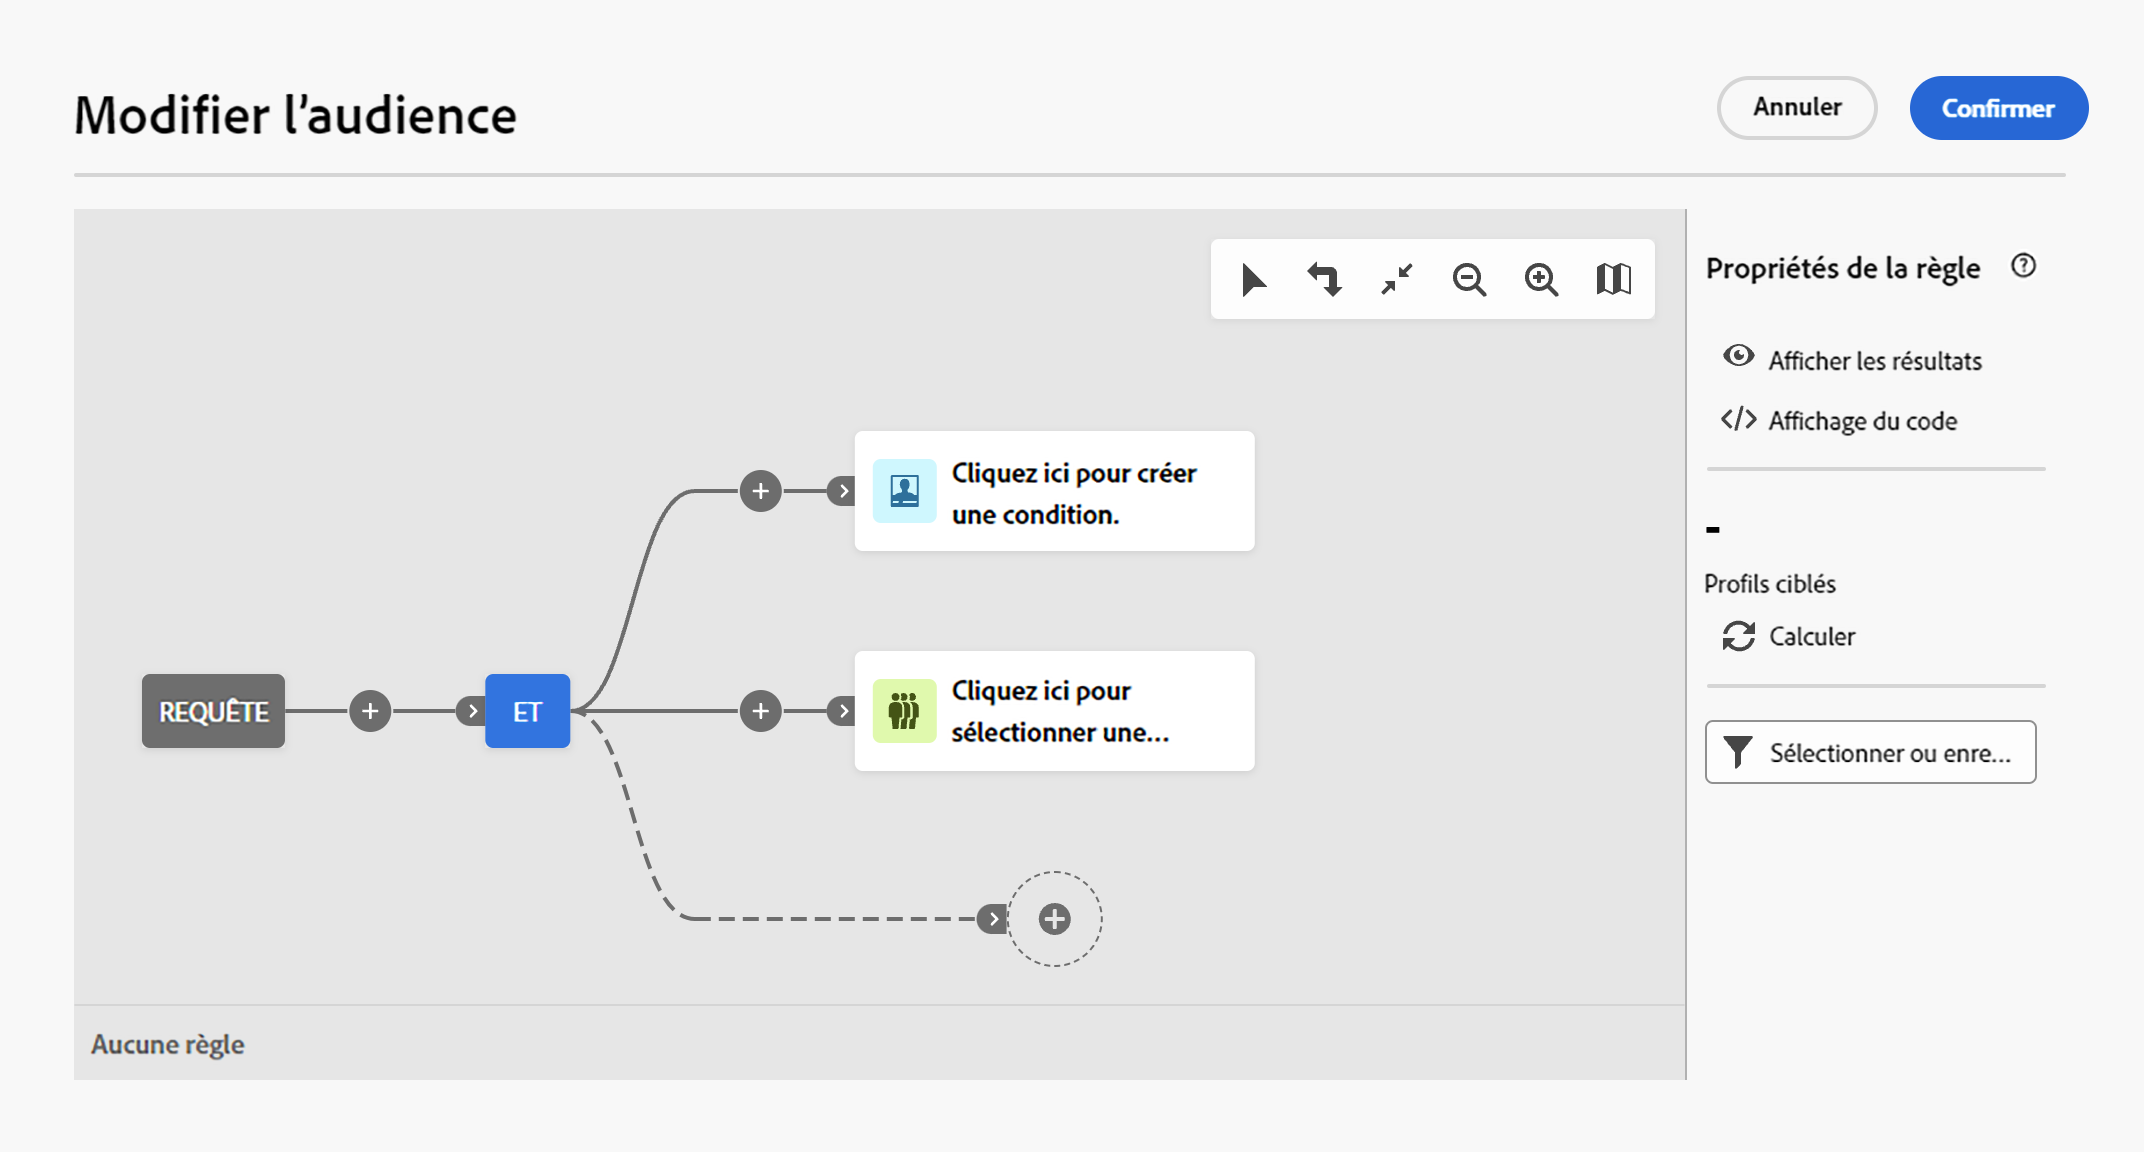 Modifier l’audience
Annuler
Confirmer
Propriétés de la règle
Afficher les résultats
Affichage du code
Cliquez ici pour créer
une condition.
-
Profils ciblés
Calculer
Cliquez ici pour
sélectionner une...
REQUÊTE
ET
Sélectionner ou enre...
Aucune règle